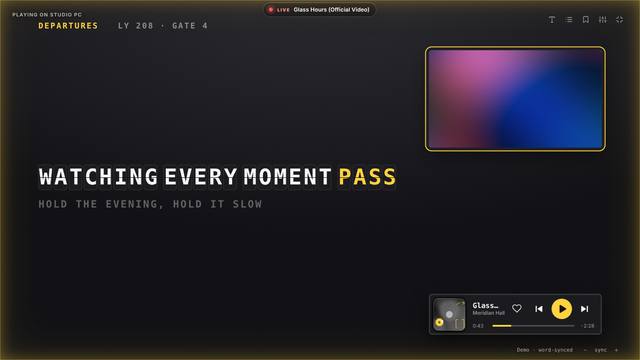 LIVE Glass Hours (Official Video)
PLAYING ON STUDIO PC
DEPARTURES LY 208 · GATE 4
WATCHING EVERY MOMENT PASS
HOLD THE EVENING, HOLD IT SLOW
Glass…
Meridian Hall
0:43 -2:28
Demo · word-synced - sync +